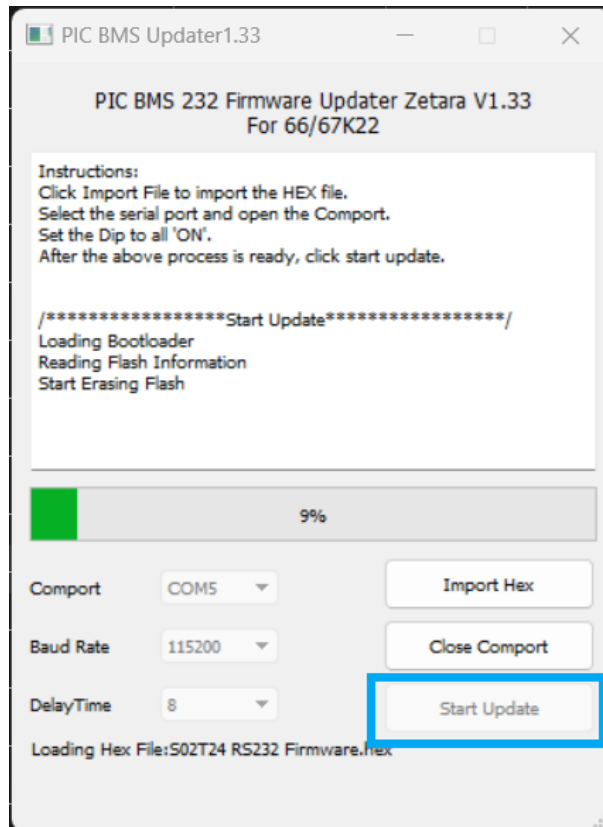 PIC BMS Updater1.33
PIC BMS 232 Firmware Updater Zetara V1.33
For 66/67K22
Instructions:
Click Import File to import the HEX file.
Select the serial port and open the Comport.
Set the Dip to all 'ON'.
After the above process is ready, click start update.
/*****************Start Update*****************/
Loading Bootloader
Reading Flash Information
Start Erasing Flash
9%
Comport
COM5
Import Hex
Baud Rate
115200
Close Comport
DelayTime
8
Start Update
Loading Hex File:S02T24 RS232 Firmware.hex